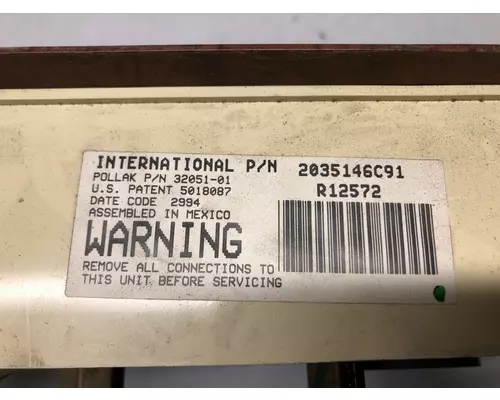 INTERNATIONAL P/N 2035146C91
POLLAK P/N 32051-01 R12572
U.S. PATENT 5018087
DATE CODE 2994
ASSEMBLED IN MEXICO
WARNING
REMOVE ALL CONNECTIONS TO
THIS UNIT BEFORE SERVICING